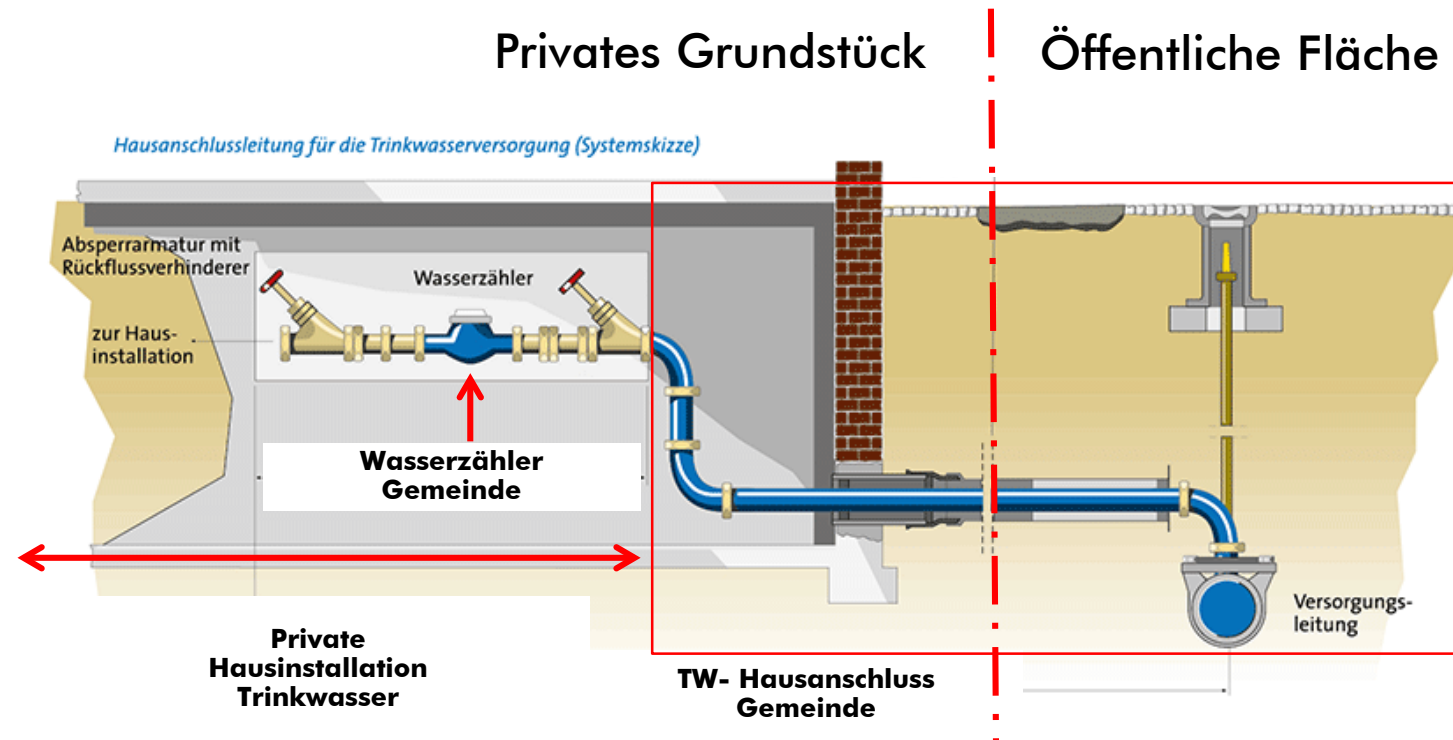 Privates Grundstück
Öffentliche Fläche
Hausanschlussleitung für die Trinkwasserversorgung (Systemskizze)
Absperrarmatur mit
Rückflussverhinderer
Wasserzähler
zur Haus-
installation
Wasserzähler
Gemeinde
Versorgungs-
leitung
Private
Hausinstallation
Trinkwasser
TW- Hausanschluss
Gemeinde